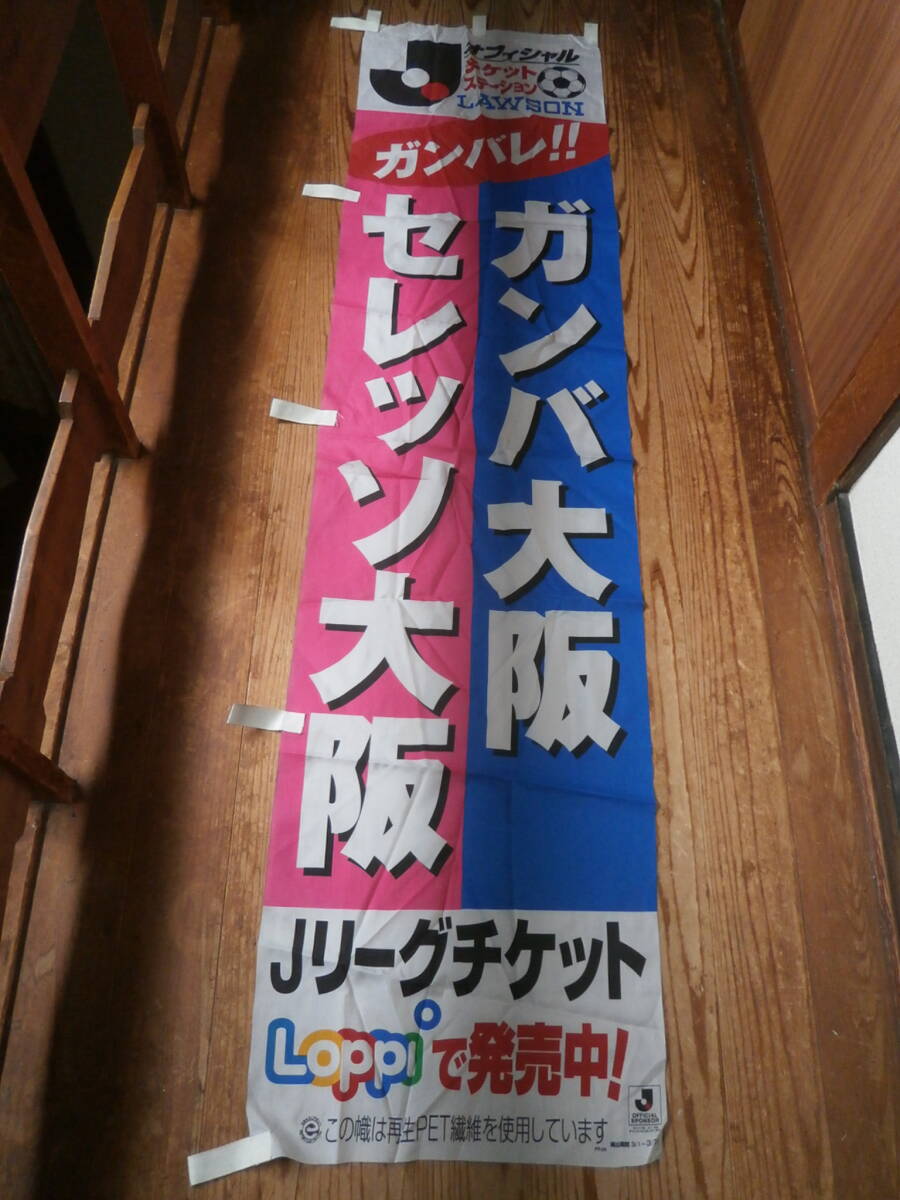 オフィシャル
チケット
ステーション
LAWSON
ガンバレ!!
ガンバ大阪
セレッソ大阪
Jリーグチケット
Loppiで発売中!
この幟は再生PET繊維を使用しています
OFFICIAL
SPONSOR